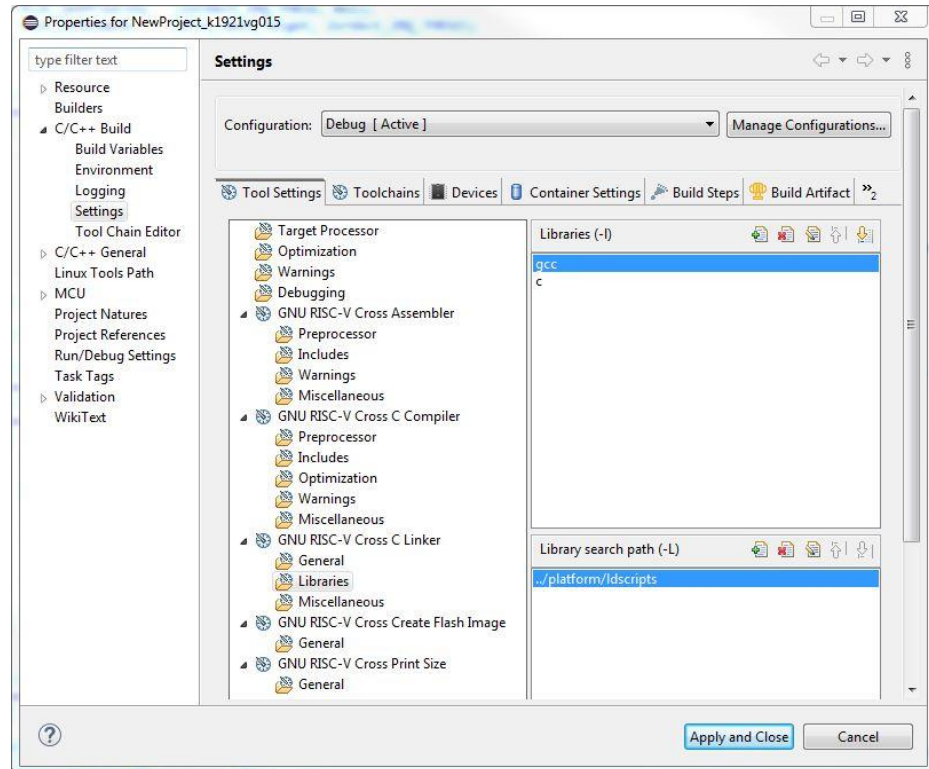 Properties for NewProject_k1921vg015
type filter text
Resource
Builders
C/C++ Build
Build Variables
Environment
Logging
Settings
Tool Chain Editor
C/C++ General
Linux Tools Path
MCU
Project Natures
Project References
Run/Debug Settings
Task Tags
Validation
WikiText
Settings
Configuration: Debug [ Active ] Manage Configurations...
Tool Settings Toolchains Devices Container Settings Build Steps Build Artifact »2
Target Processor
Optimization
Warnings
Debugging
GNU RISC-V Cross Assembler
Preprocessor
Includes
Warnings
Miscellaneous
GNU RISC-V Cross C Compiler
Preprocessor
Includes
Optimization
Warnings
Miscellaneous
GNU RISC-V Cross C Linker
General
Libraries
Miscellaneous
GNU RISC-V Cross Create Flash Image
General
GNU RISC-V Cross Print Size
General
Libraries (-l)
gcc
c
Library search path (-L)
../platform/ldscripts
? Apply and Close Cancel